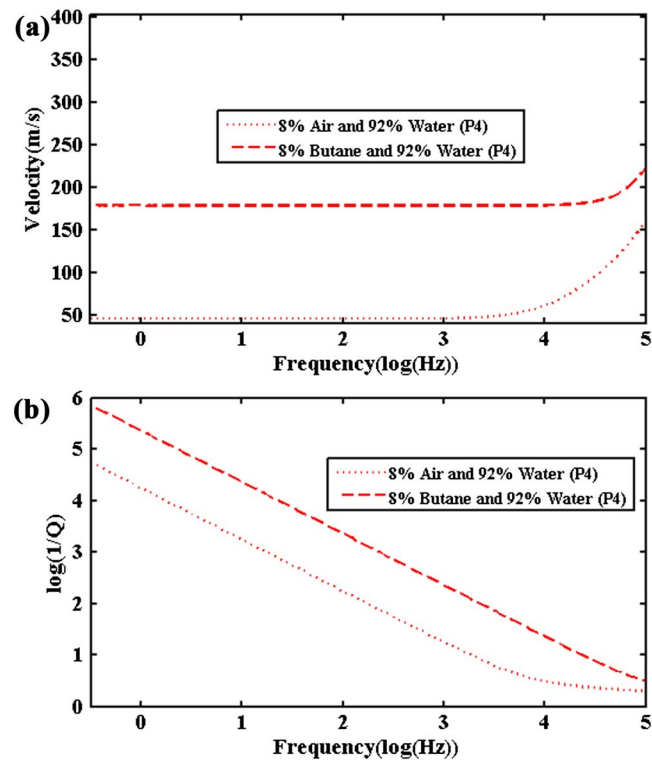 (a)
400
350
300
250
200
150
100
50
Velocity(m/s)
8% Air and 92% Water (P4)
8% Butane and 92% Water (P4)
0 1 2 3 4 5
Frequency(log(Hz))
(b)
6
5
4
3
2
1
0
log(1/Q)
8% Air and 92% Water (P4)
8% Butane and 92% Water (P4)
0 1 2 3 4 5
Frequency(log(Hz))